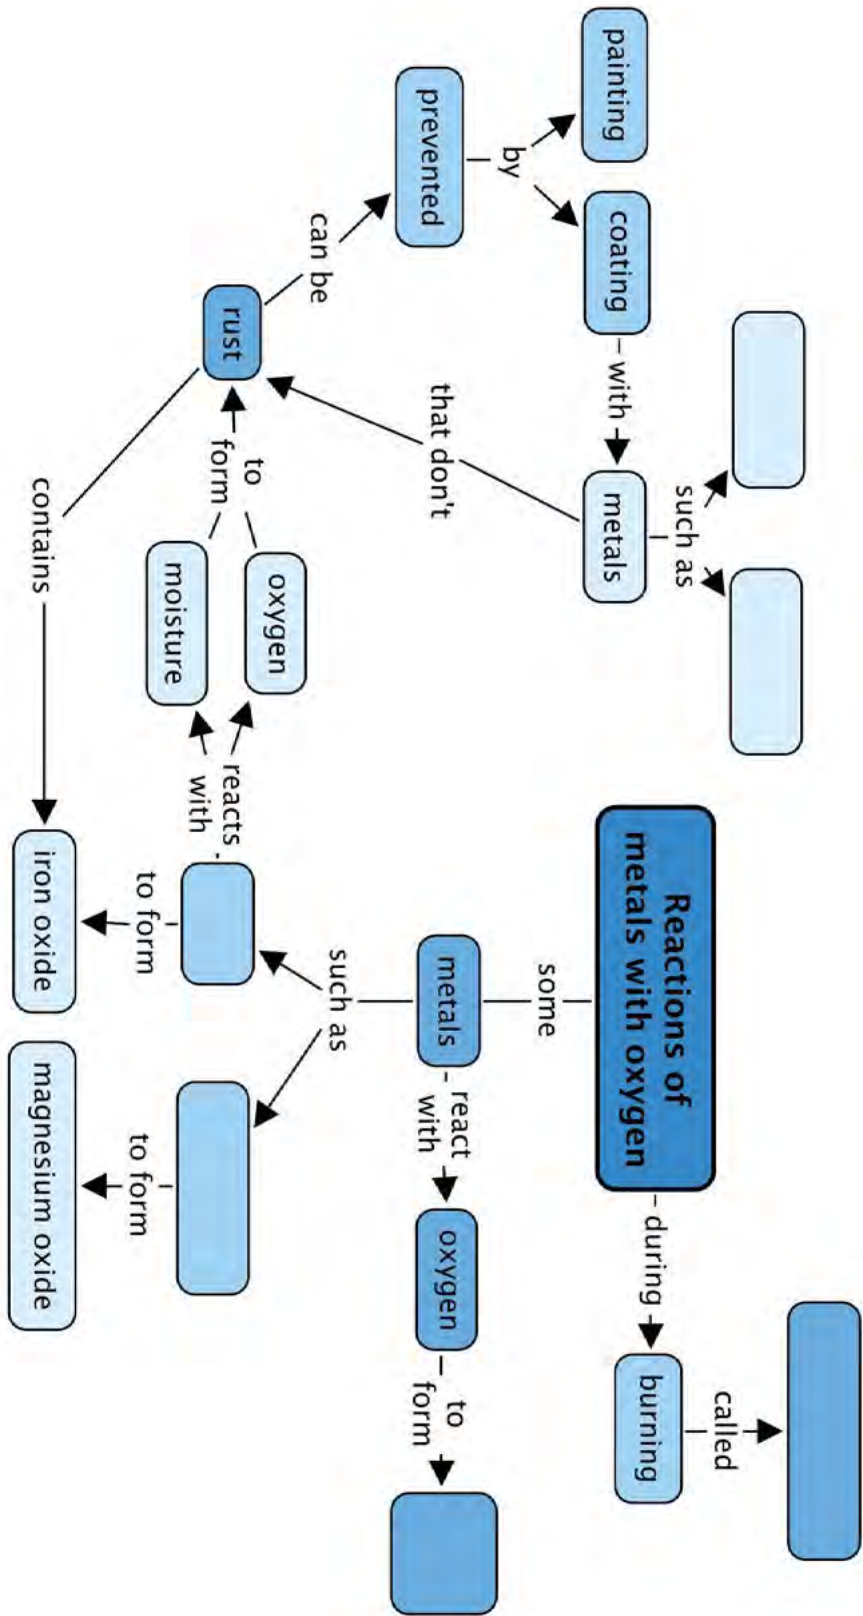 painting
prevented
by
coating
can be
with
rust
that don't
metals
such as
to
form
contains
oxygen
moisture
reacts
with
iron oxide
to form
Reactions of
metals with oxygen
some
metals
such as
react
with
magnesium oxide
to form
oxygen
during
to
form
burning
called